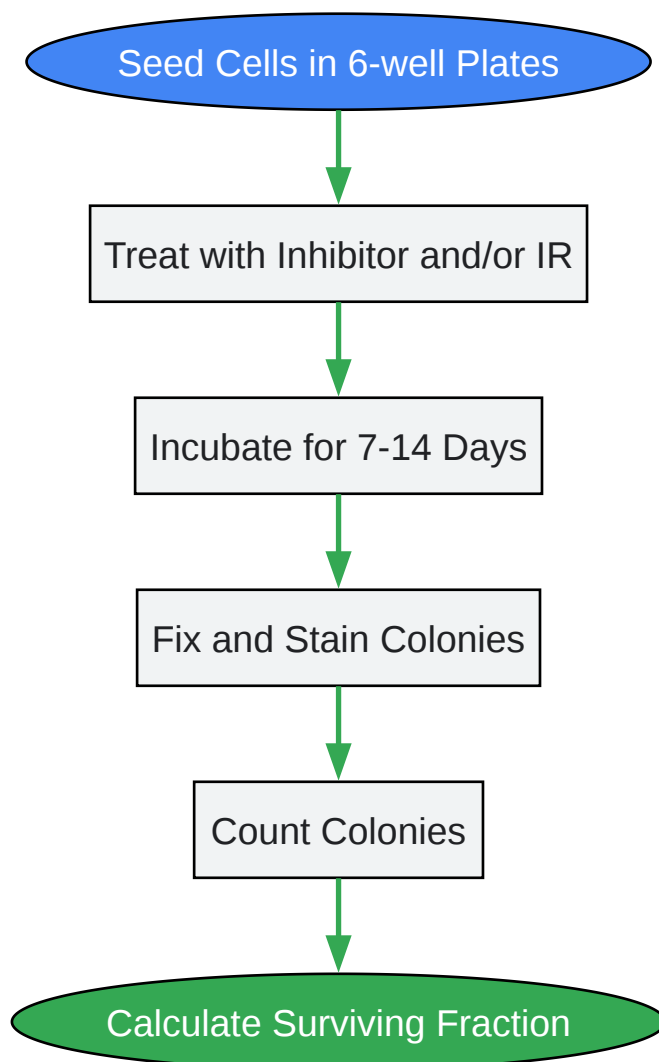 Seed Cells in 6-well Plates
Treat with Inhibitor and/or IR
Incubate for 7-14 Days
Fix and Stain Colonies
Count Colonies
Calculate Surviving Fraction